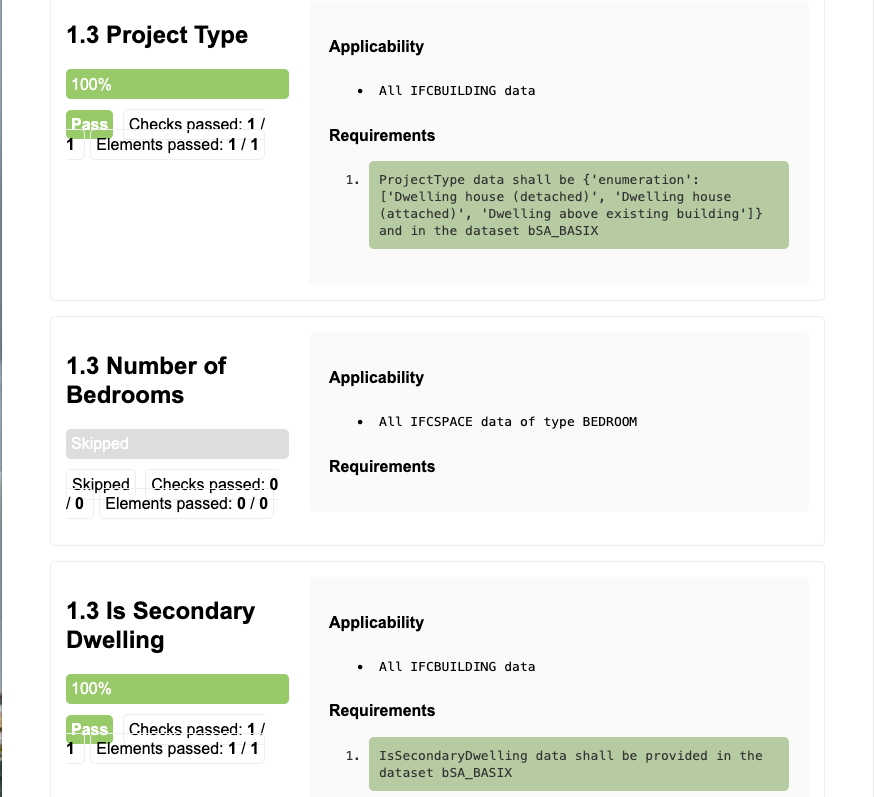 1.3 Project Type
100%
Pass Checks passed: 1 /
1 Elements passed: 1 / 1
Applicability
• All IFCBUILDING data
Requirements
1. ProjectType data shall be {'enumeration':
['Dwelling house (detached)', 'Dwelling house
(attached)', 'Dwelling above existing building']}
and in the dataset bSA_BASIX
1.3 Number of
Bedrooms
Skipped
Skipped Checks passed: 0
/ 0 Elements passed: 0 / 0
Applicability
• All IFCSPACE data of type BEDROOM
Requirements
1.3 Is Secondary
Dwelling
100%
Pass Checks passed: 1 /
1 Elements passed: 1 / 1
Applicability
• All IFCBUILDING data
Requirements
1. IsSecondaryDwelling data shall be provided in the
dataset bSA_BASIX